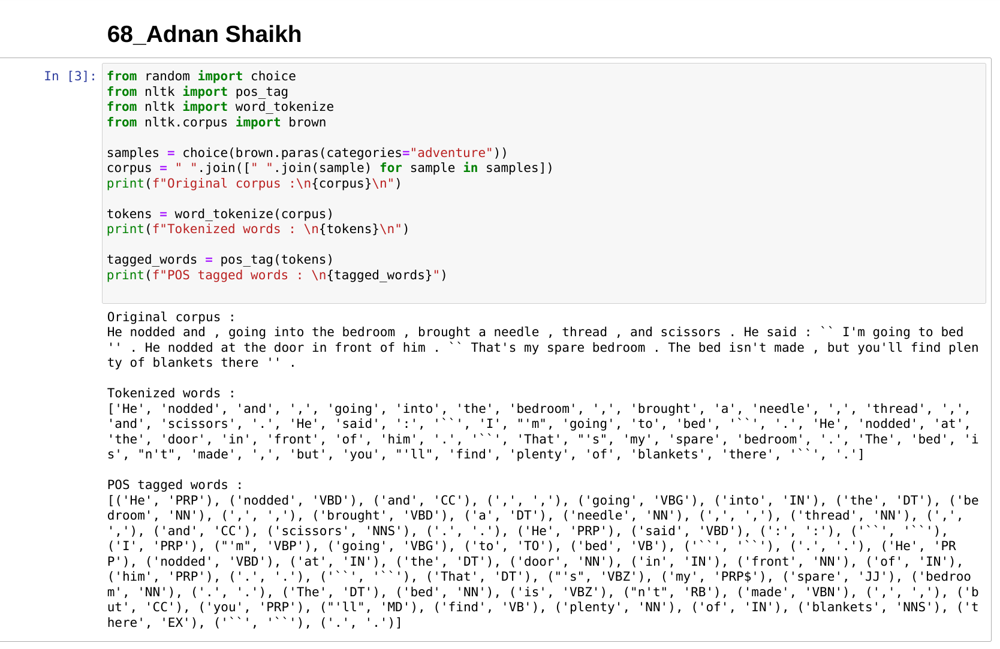 68_Adnan Shaikh
In [3]:
from random import choice
from nltk import pos_tag
from nltk import word_tokenize
from nltk.corpus import brown
samples = choice(brown.paras(categories="adventure"))
corpus = " ".join([" ".join(sample) for sample in samples])
print(f"Original corpus :\n{corpus}\n")
tokens = word_tokenize(corpus)
print(f"Tokenized words : \n{tokens}\n")
tagged_words = pos_tag(tokens)
print(f"POS tagged words : \n{tagged_words}")
Original corpus :
He nodded and , going into the bedroom , brought a needle , thread , and scissors . He said : `` I'm going to bed
'' . He nodded at the door in front of him . `` That's my spare bedroom . The bed isn't made , but you'll find plen
ty of blankets there '' .
Tokenized words :
['He', 'nodded', 'and', ',', 'going', 'into', 'the', 'bedroom', ',', 'brought', 'a', 'needle', ',', 'thread', ',',
'and', 'scissors', '.', 'He', 'said', ':', '``', 'I', "'m", 'going', 'to', 'bed', '``', '.', 'He', 'nodded', 'at',
'the', 'door', 'in', 'front', 'of', 'him', '.', '``', 'That', "'s", 'my', 'spare', 'bedroom', '.', 'The', 'bed', 'i
s', "n't", 'made', ',', 'but', 'you', "'ll", 'find', 'plenty', 'of', 'blankets', 'there', '``', '.']
POS tagged words :
[('He', 'PRP'), ('nodded', 'VBD'), ('and', 'CC'), (',', ','), ('going', 'VBG'), ('into', 'IN'), ('the', 'DT'), ('be
droom', 'NN'), (',', ','), ('brought', 'VBD'), ('a', 'DT'), ('needle', 'NN'), (',', ','), ('thread', 'NN'), (',',
','), ('and', 'CC'), ('scissors', 'NNS'), ('.', '.'), ('He', 'PRP'), ('said', 'VBD'), (':', ':'), ('``', '``'),
('I', 'PRP'), ("'m", 'VBP'), ('going', 'VBG'), ('to', 'TO'), ('bed', 'VB'), ('``', '``'), ('.', '.'), ('He', 'PR
P'), ('nodded', 'VBD'), ('at', 'IN'), ('the', 'DT'), ('door', 'NN'), ('in', 'IN'), ('front', 'NN'), ('of', 'IN'),
('him', 'PRP'), ('.', '.'), ('``', '``'), ('That', 'DT'), ("'s", 'VBZ'), ('my', 'PRP$'), ('spare', 'JJ'), ('bedroo
m', 'NN'), ('.', '.'), ('The', 'DT'), ('bed', 'NN'), ('is', 'VBZ'), ("n't", 'RB'), ('made', 'VBN'), (',', ','), ('b
ut', 'CC'), ('you', 'PRP'), ("'ll", 'MD'), ('find', 'VB'), ('plenty', 'NN'), ('of', 'IN'), ('blankets', 'NNS'), ('t
here', 'EX'), ('``', '``'), ('.', '.')]